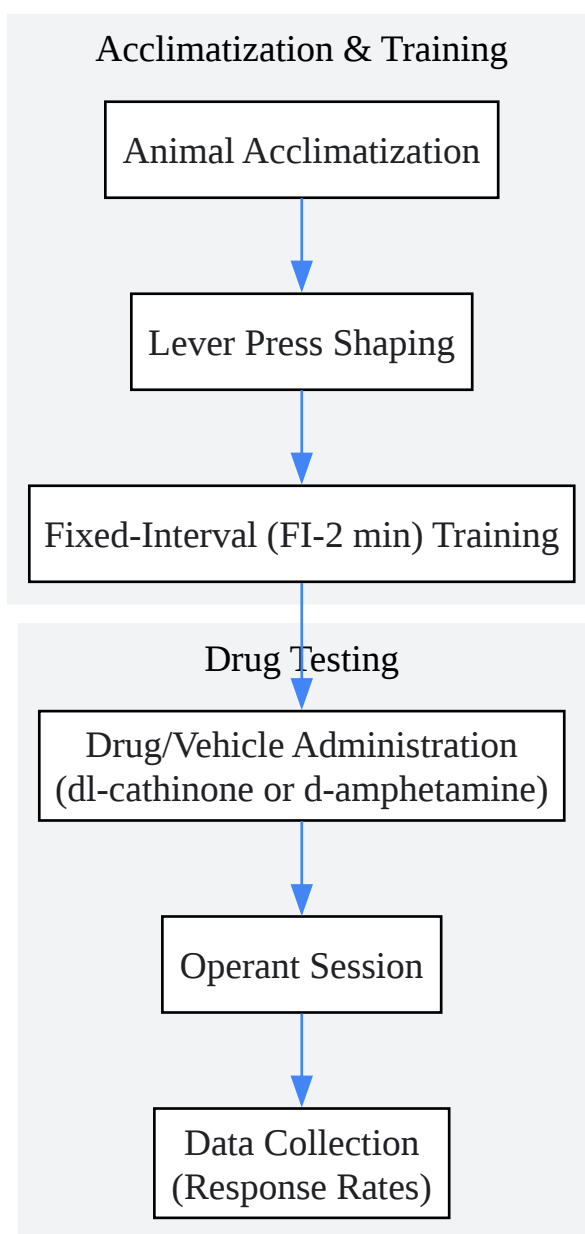 Acclimatization & Training
Animal Acclimatization
Lever Press Shaping
Fixed-Interval (FI-2 min) Training
Drug Testing
Drug/Vehicle Administration
(dl-cathinone or d-amphetamine)
Operant Session
Data Collection
(Response Rates)